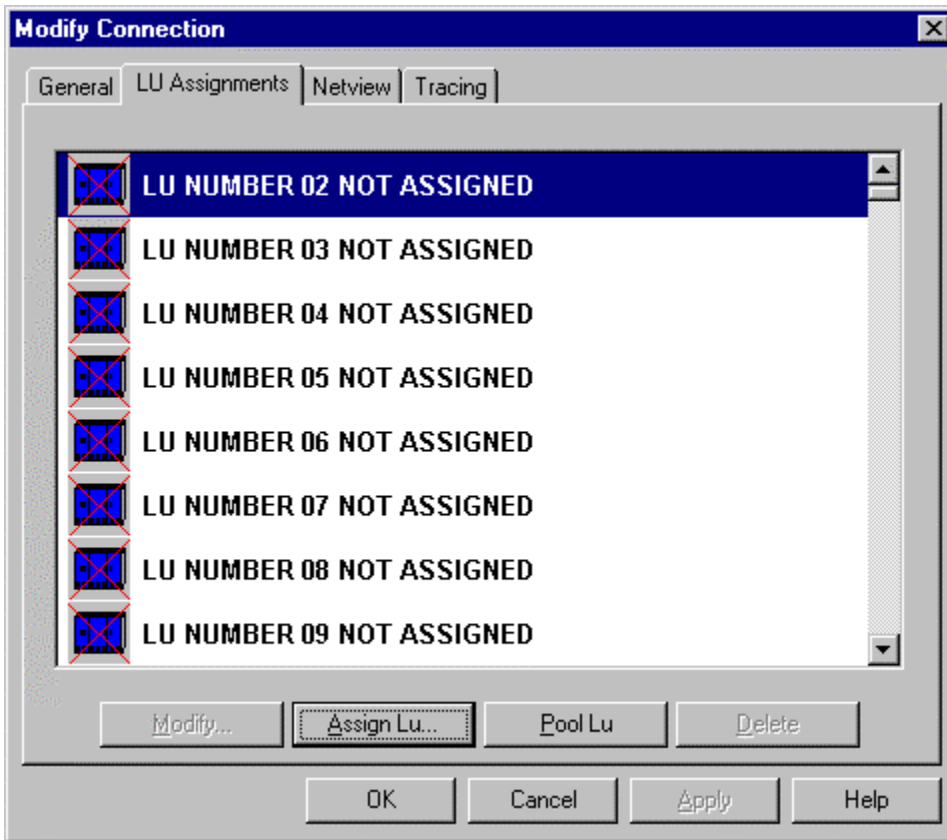 Modify Connection
General LU Assignments Netview Tracing
LU NUMBER 02 NOT ASSIGNED
LU NUMBER 03 NOT ASSIGNED
LU NUMBER 04 NOT ASSIGNED
LU NUMBER 05 NOT ASSIGNED
LU NUMBER 06 NOT ASSIGNED
LU NUMBER 07 NOT ASSIGNED
LU NUMBER 08 NOT ASSIGNED
LU NUMBER 09 NOT ASSIGNED
Modify... Assign Lu... Pool Lu Delete
OK Cancel Apply Help